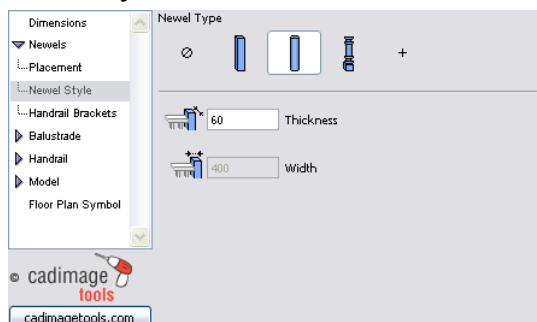 Dimensions
Newels
Placement
Newel Style
Handrail Brackets
Balustrade
Handrail
Model
Floor Plan Symbol
© cadimage
tools
cadimagetools.com
Newel Type
60 Thickness
400 Width